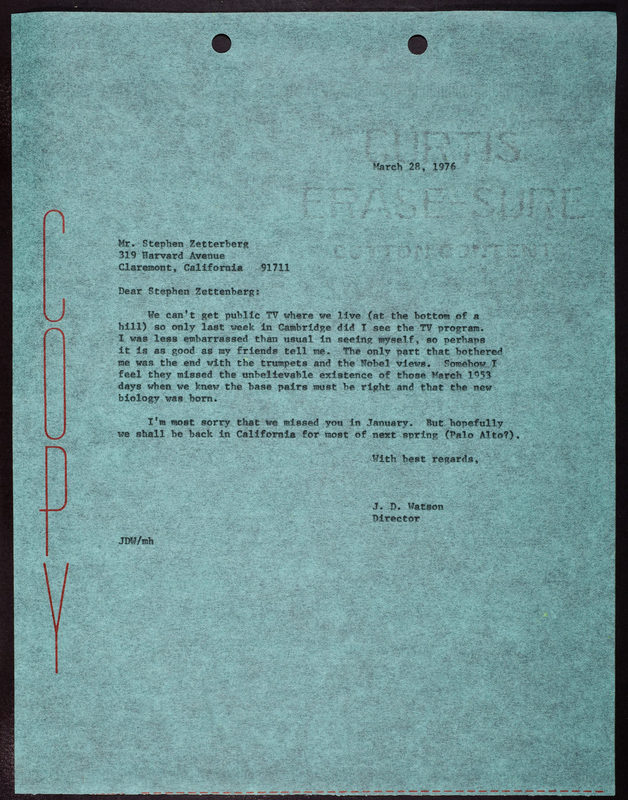 CURTIS
March 28, 1976
ERASE-SURE
COTTON CONTENT
COPY
Mr. Stephen Zetterberg
319 Harvard Avenue
Claremont, California 91711
Dear Stephen Zettenberg:
We can't get public TV where we live (at the bottom of a
hill) so only last week in Cambridge did I see the TV program.
I was less embarrassed than usual in seeing myself, so perhaps
it is as good as my friends tell me. The only part that bothered
me was the end with the trumpets and the Nobel views. Somehow I
feel they missed the unbelievable existence of those March 1953
days when we knew the base pairs must be right and that the new
biology was born.
I'm most sorry that we missed you in January. But hopefully
we shall be back in California for most of next spring (Palo Alto?).
With best regards,
J. D. Watson
Director
JDW/mh